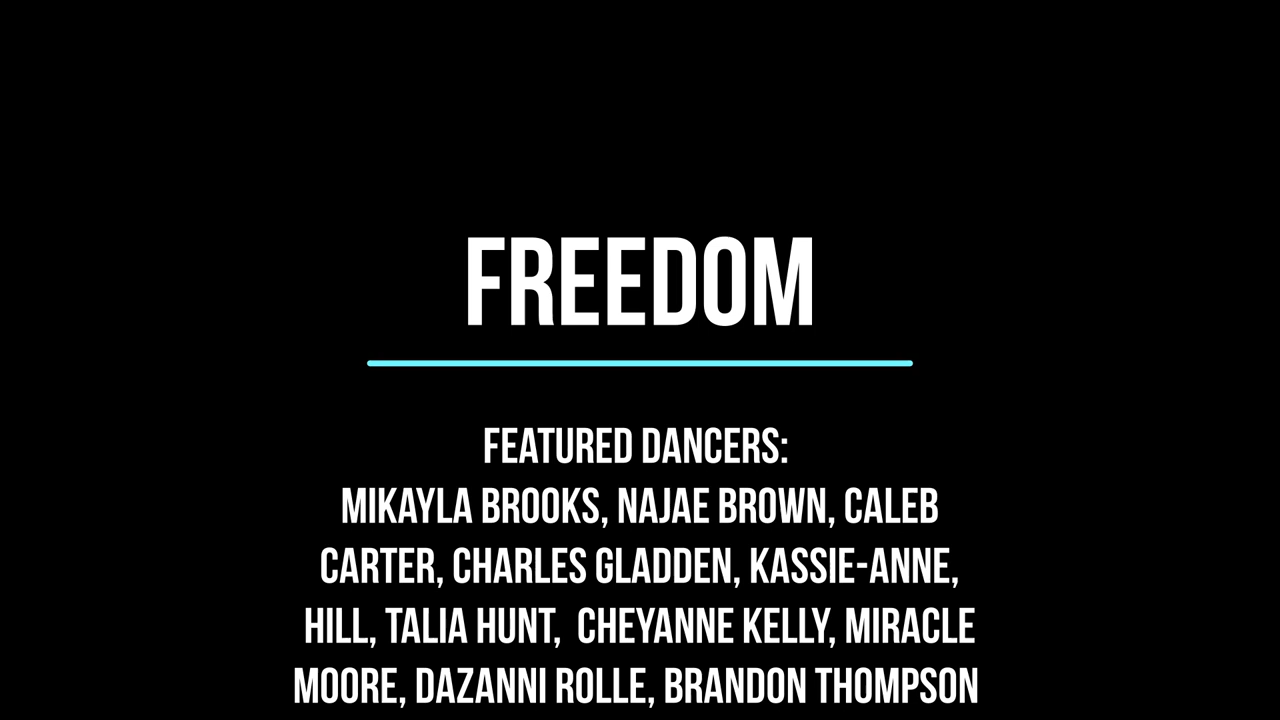 FREEDOM
FEATURED DANCERS:
MIKAYLA BROOKS, NAJAE BROWN, CALEB
CARTER, CHARLES GLADDEN, KASSIE-ANNE,
HILL, TALIA HUNT,  CHEYANNE KELLY, MIRACLE
MOORE, DAZANNI ROLLE, BRANDON THOMPSON